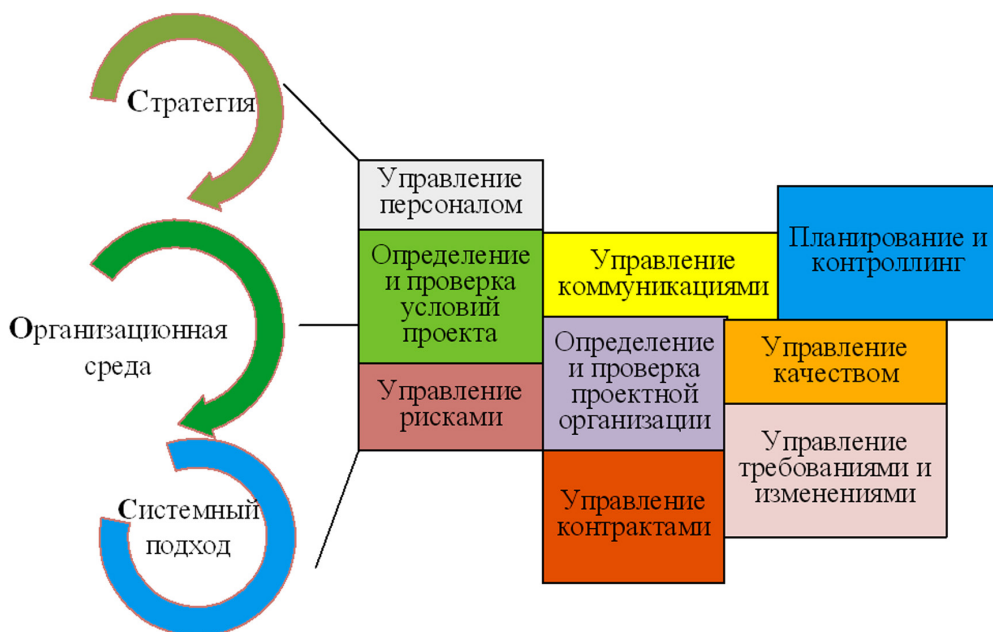 Стратегия
Организационная
среда
Системный
подход
Управление
персоналом
Определение
и проверка
условий
проекта
Управление
рисками
Управление
коммуникациями
Определение
и проверка
проектной
организации
Управление
контрактами
Планирование и
контроллинг
Управление
качеством
Управление
требованиями и
изменениями